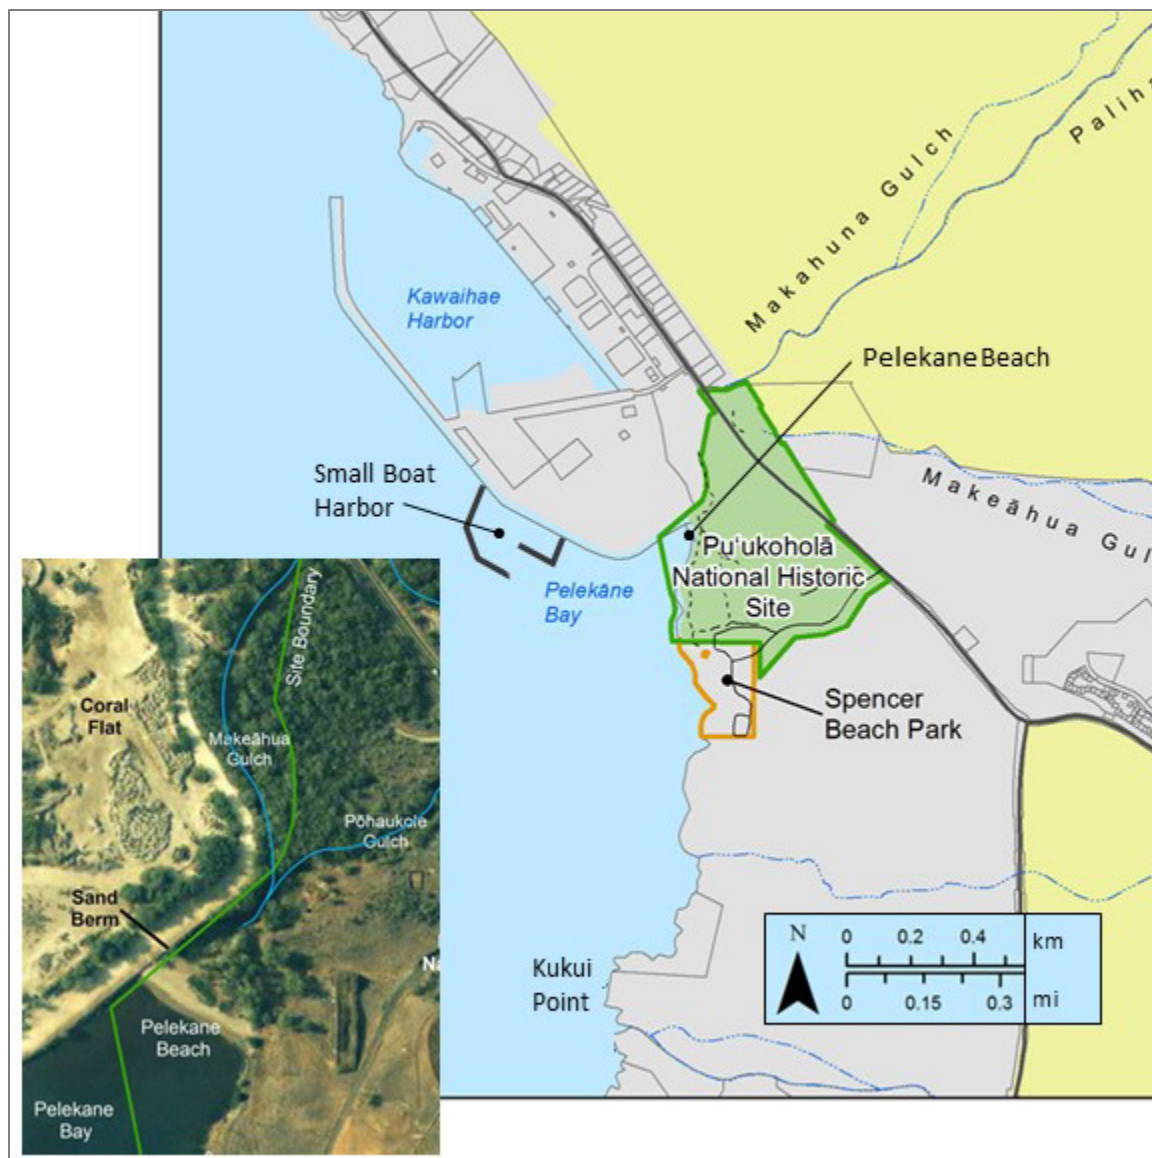 Makahuna Gulch
Kawaihae
Harbor
Pelekane Beach
Small Boat
Harbor
Makeāhua Gul
Pu'ukoholā
National Historic
Site
Pelekāne
Bay
Spencer
Beach Park
Kukui
Point
N
0 0.2 0.4 km
0 0.15 0.3 mi
Site Boundary
Coral
Flat
Makeāhua
Gulch
Pōhaukole
Gulch
Sand
Berm
Pelekane
Beach
Pelekane
Bay